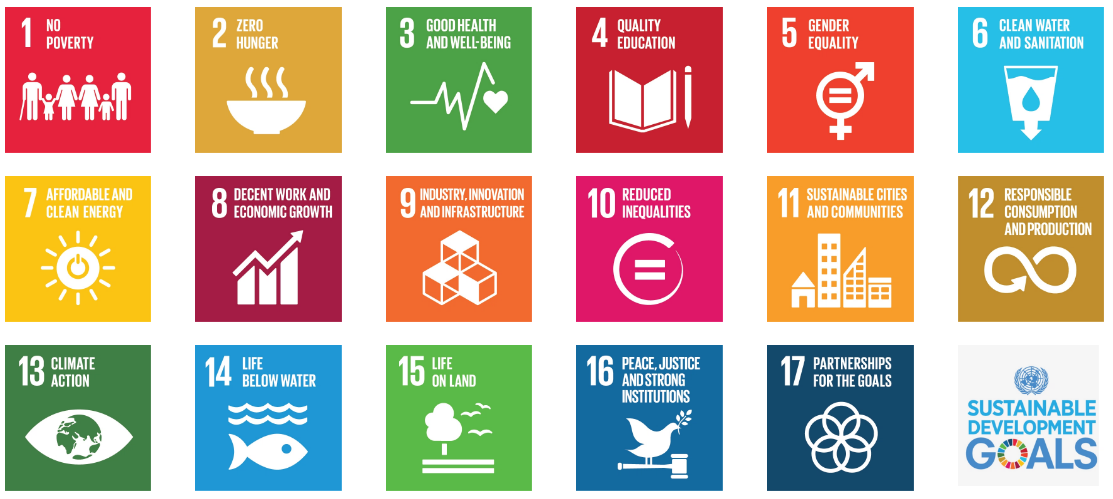 1 NO
POVERTY
2 ZERO
HUNGER
3 GOOD HEALTH
AND WELL-BEING
4 QUALITY
EDUCATION
5 GENDER
EQUALITY
6 CLEAN WATER
AND SANITATION
7 AFFORDABLE AND
CLEAN ENERGY
8 DECENT WORK AND
ECONOMIC GROWTH
9 INDUSTRY, INNOVATION
AND INFRASTRUCTURE
10 REDUCED
INEQUALITIES
11 SUSTAINABLE CITIES
AND COMMUNITIES
12 RESPONSIBLE
CONSUMPTION
AND PRODUCTION
13 CLIMATE
ACTION
14 LIFE
BELOW WATER
15 LIFE
ON LAND
16 PEACE, JUSTICE
AND STRONG
INSTITUTIONS
17 PARTNERSHIPS
FOR THE GOALS
SUSTAINABLE
DEVELOPMENT
GOALS